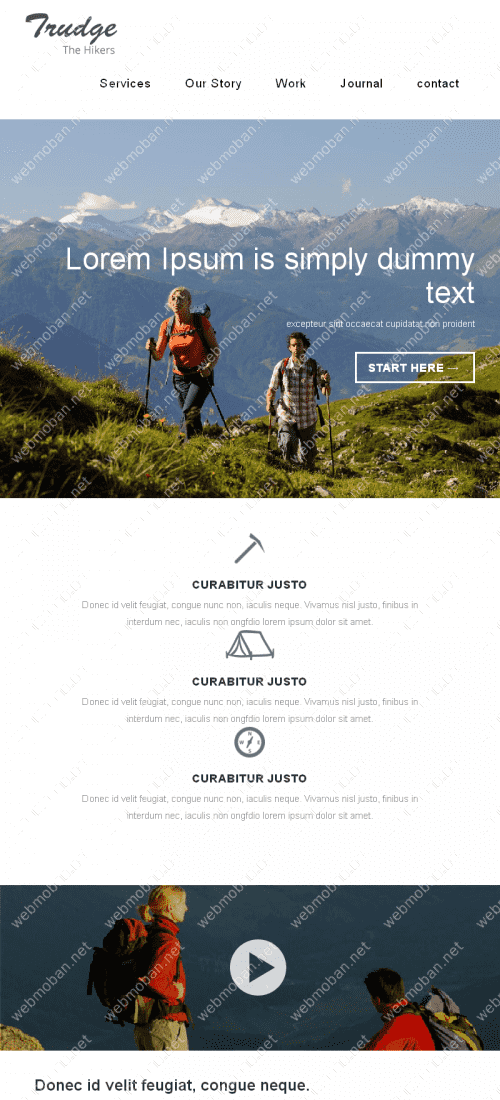 Trudge
The Hikers
Services Our Story Work Journal contact
Lorem Ipsum is simply dummy
text
excepteur sint occaecat cupidatat non proident
START HERE →
CURABITUR JUSTO
Donec id velit feugiat, congue nunc non, iaculis neque. Vivamus nisl justo, finibus in
interdum nec, iaculis non ongfdio lorem ipsum dolor sit amet.
CURABITUR JUSTO
Donec id velit feugiat, congue nunc non, iaculis neque. Vivamus nisl justo, finibus in
interdum nec, iaculis non ongfdio lorem ipsum dolor sit amet.
N
W E
S
CURABITUR JUSTO
Donec id velit feugiat, congue nunc non, iaculis neque. Vivamus nisl justo, finibus in
interdum nec, iaculis non ongfdio lorem ipsum dolor sit amet.
Donec id velit feugiat, congue neque.
webmoban.net